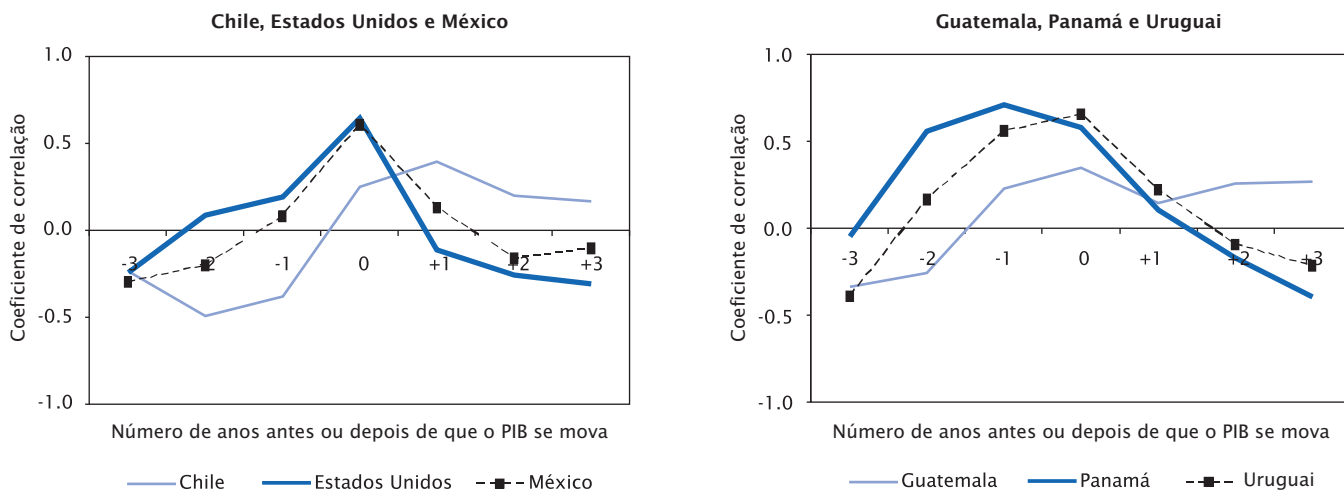 Chile, Estados Unidos e México
1.0
0.5
0.0
-0.5
-1.0
Coeficiente de correlação
-3 -2 -1 0 +1 +2 +3
Número de anos antes ou depois de que o PIB se mova
Chile Estados Unidos México
Guatemala, Panamá e Uruguai
1.0
0.5
0.0
-0.5
-1.0
Coeficiente de correlação
-3 -2 -1 0 +1 +2 +3
Número de anos antes ou depois de que o PIB se mova
Guatemala Panamá Uruguai